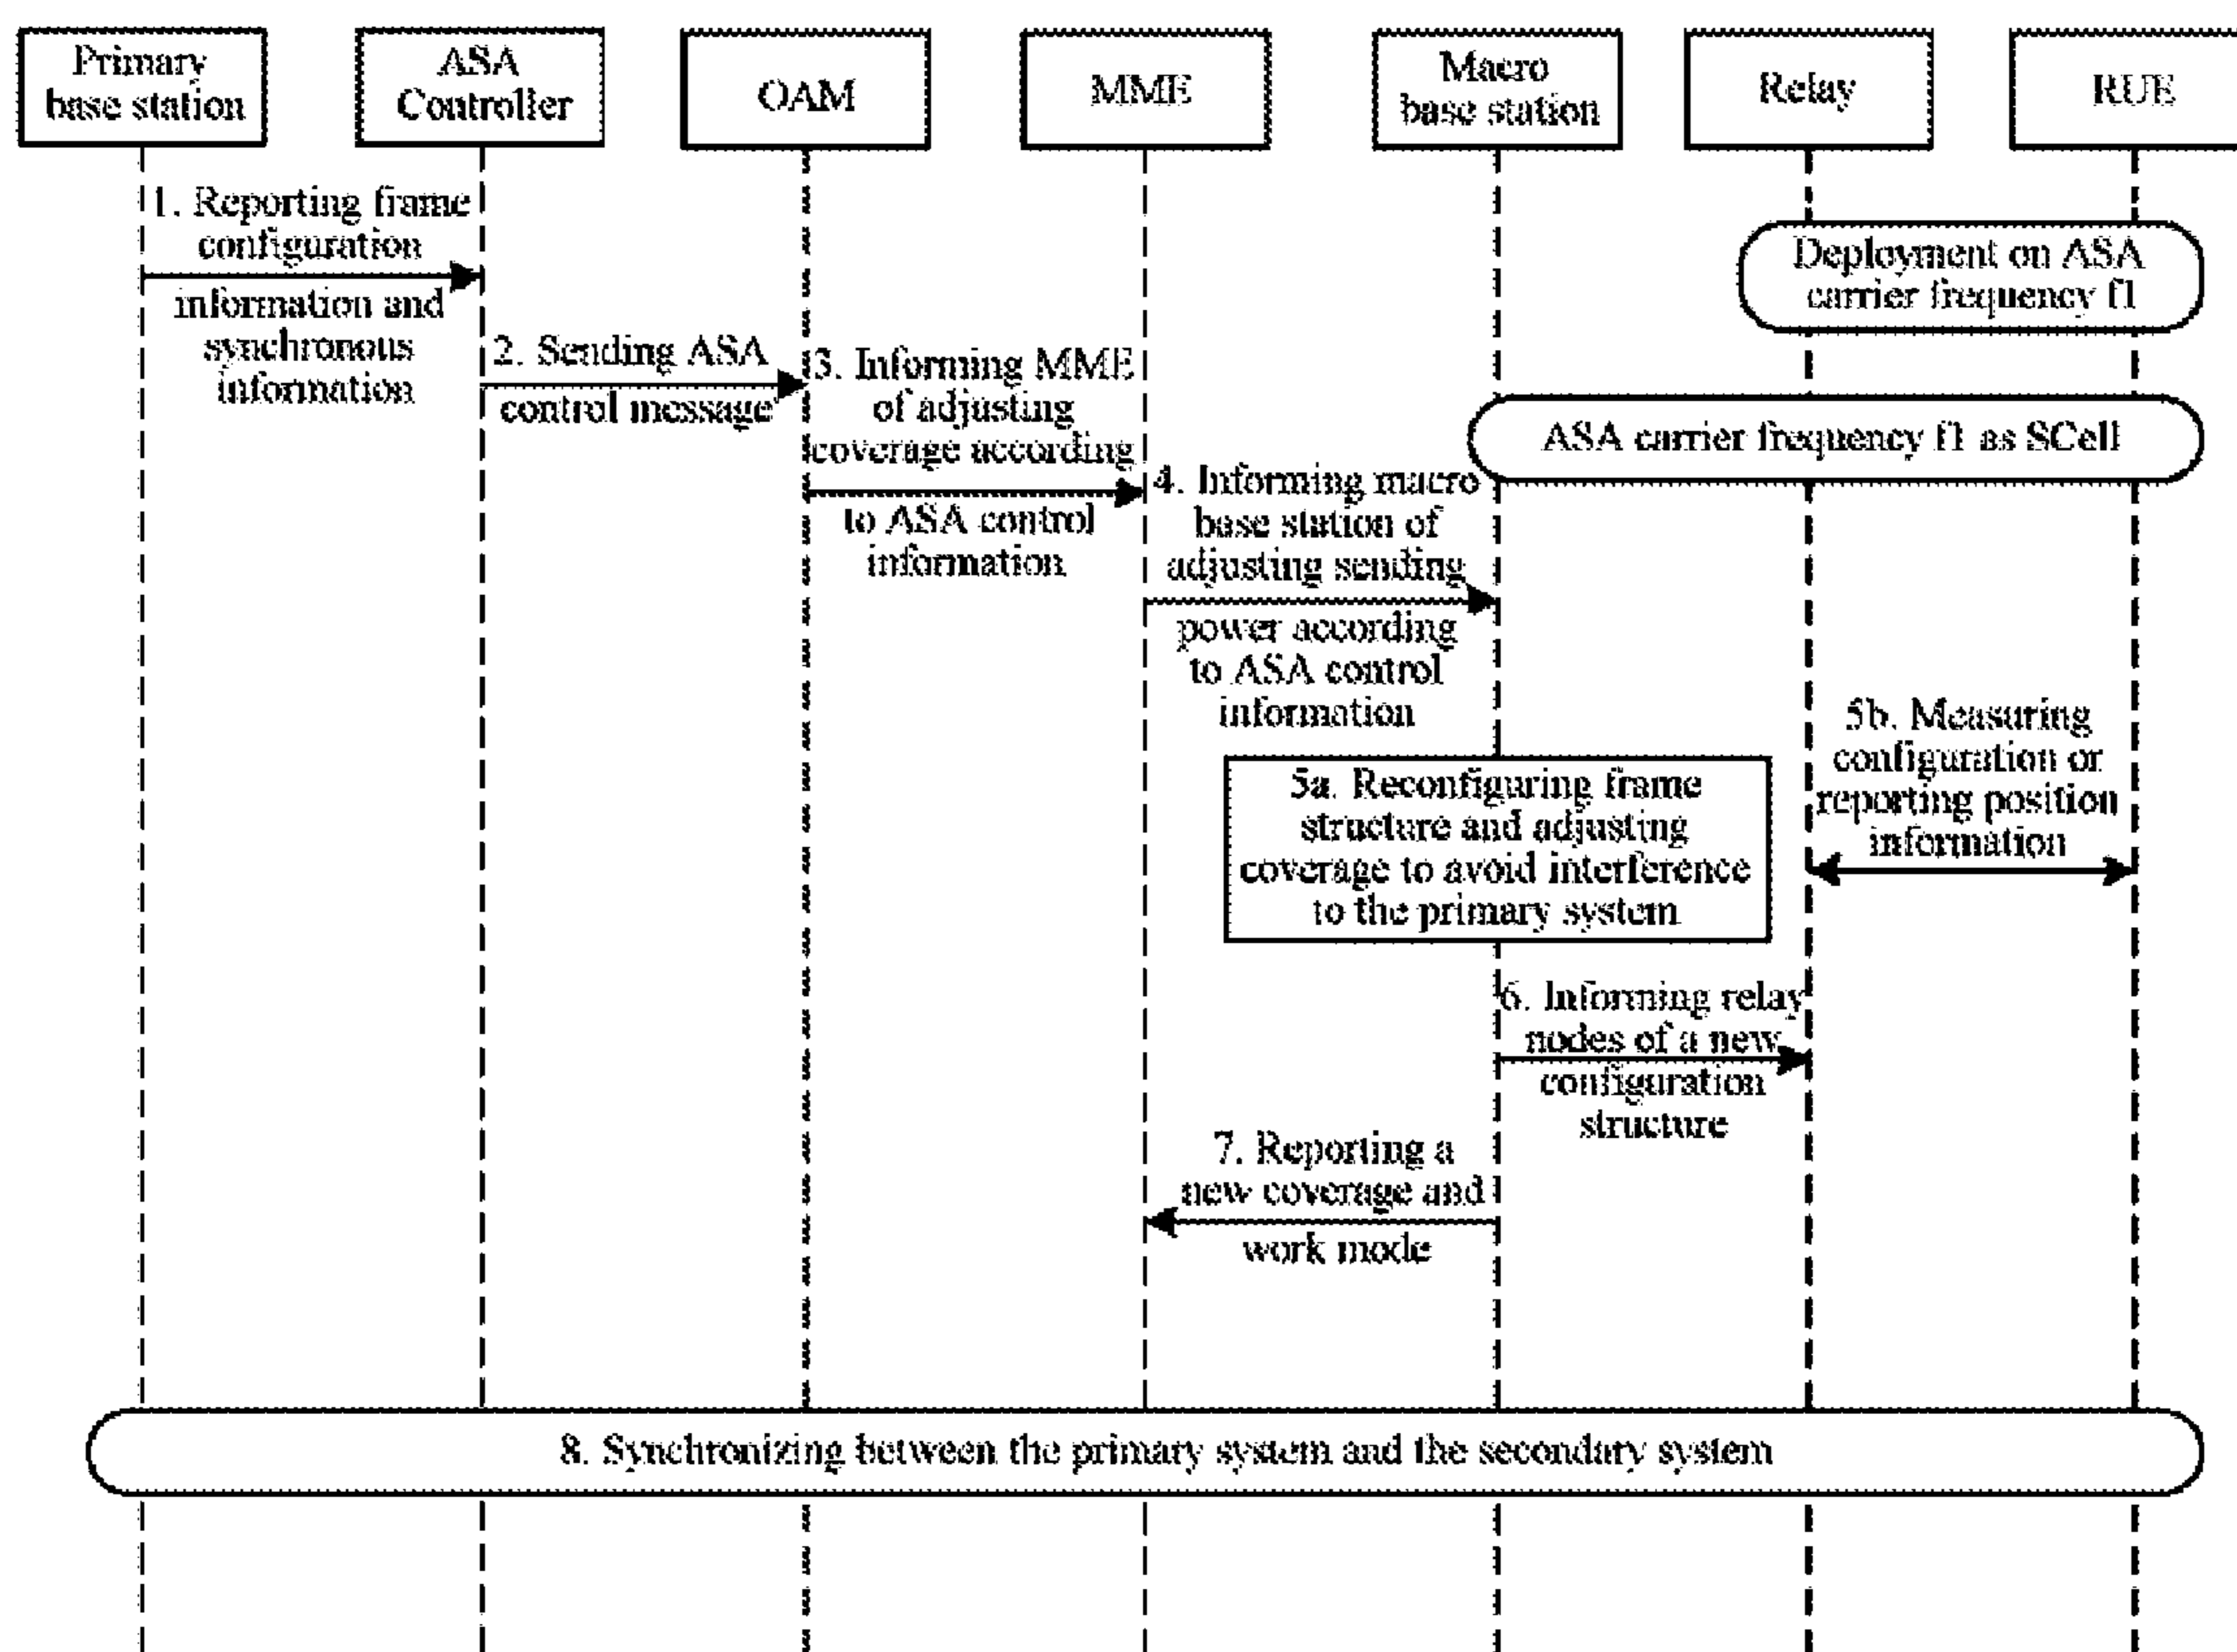 Primary
base station
ASA
Controller
OAM
MME
Macro
base station
Relay
RUE
1. Reporting frame
configuration
information and
synchronous
information
Deployment on ASA
carrier frequency f1
2. Sending ASA
control message
3. Informing MME
of adjusting
coverage according
to ASA control
information
ASA carrier frequency f1 as SCell
4. Informing macro
base station of
adjusting sending
power according
to ASA control
information
5a. Reconfiguring frame
structure and adjusting
coverage to avoid interference
to the primary system
5b. Measuring
configuration or
reporting position
information
6. Informing relay
nodes of a new
configuration
structure
7. Reporting a
new coverage and
work mode
8. Synchronizing between the primary system and the secondary system